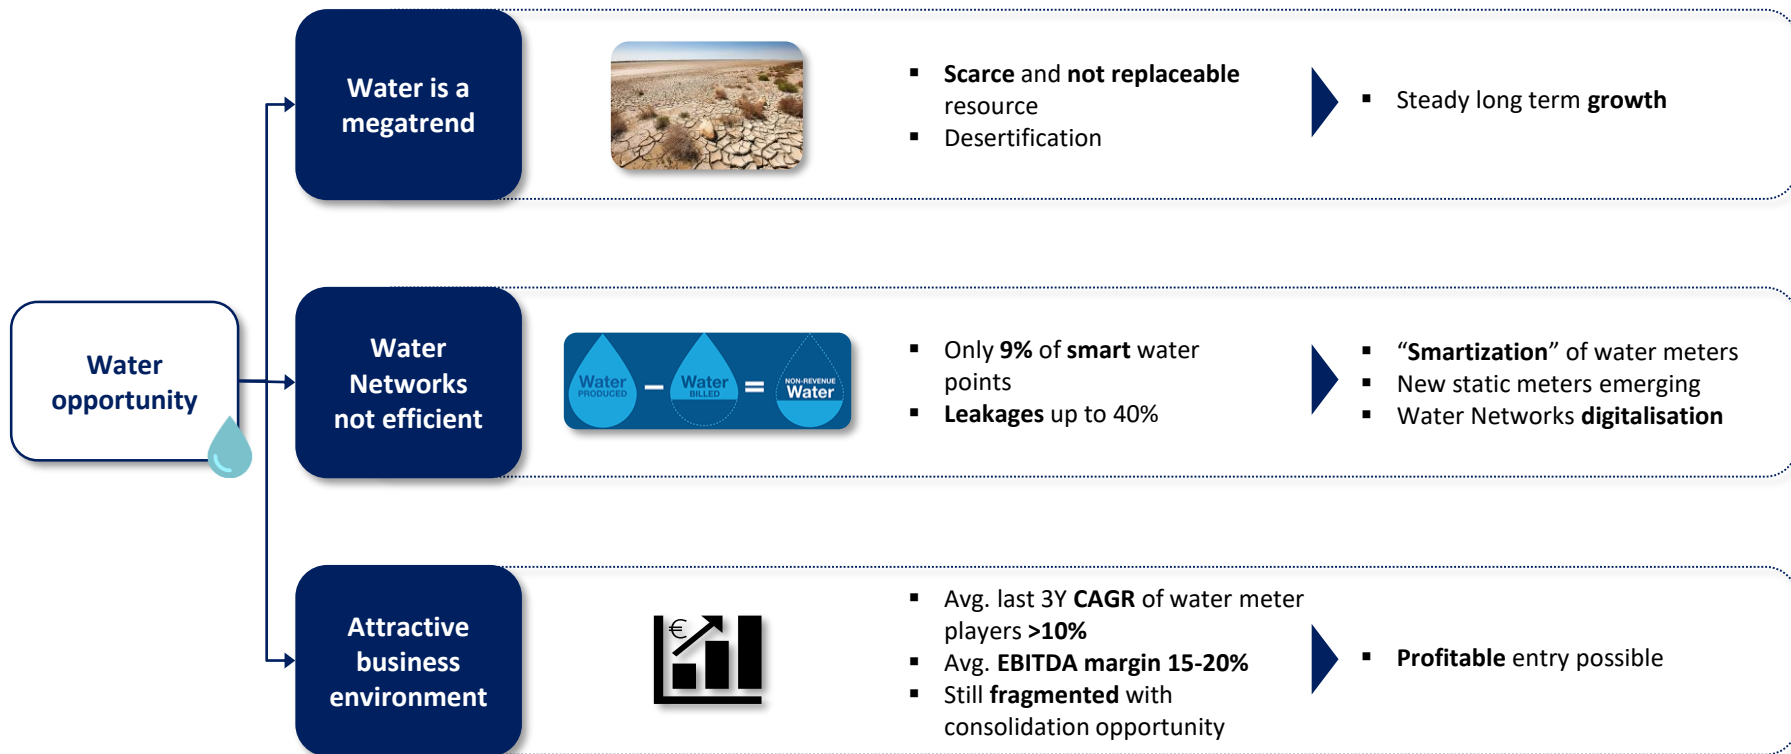 Water is a
megatrend
▪ Scarce and not replaceable
resource
▪ Desertification
▪ Steady long term growth
Water
opportunity
Water
Networks
not efficient
Water
PRODUCED
–
Water
BILLED
=
NON-REVENUE
Water
▪ Only 9% of smart water
points
▪ Leakages up to 40%
▪ “Smartization” of water meters
▪ New static meters emerging
▪ Water Networks digitalisation
Attractive
business
environment
€
▪ Avg. last 3Y CAGR of water meter
players >10%
▪ Avg. EBITDA margin 15-20%
▪ Still fragmented with
consolidation opportunity
▪ Profitable entry possible